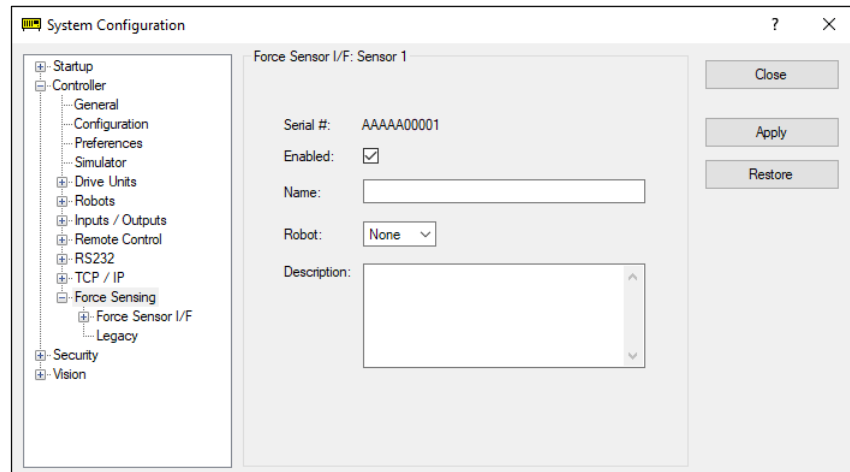 System Configuration
?
Startup
Controller
General
Configuration
Preferences
Simulator
Drive Units
Robots
Inputs / Outputs
Remote Control
RS232
TCP / IP
Force Sensing
Force Sensor I/F
Legacy
Security
Vision
Force Sensor I/F: Sensor 1
Serial #: AAAAA00001
Enabled:
Name:
Robot: None
Description:
Close
Apply
Restore